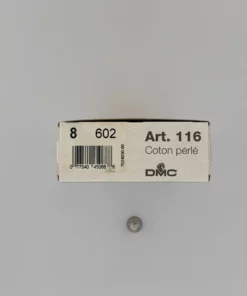 8 602
Art. 116
Coton perlé
DMC